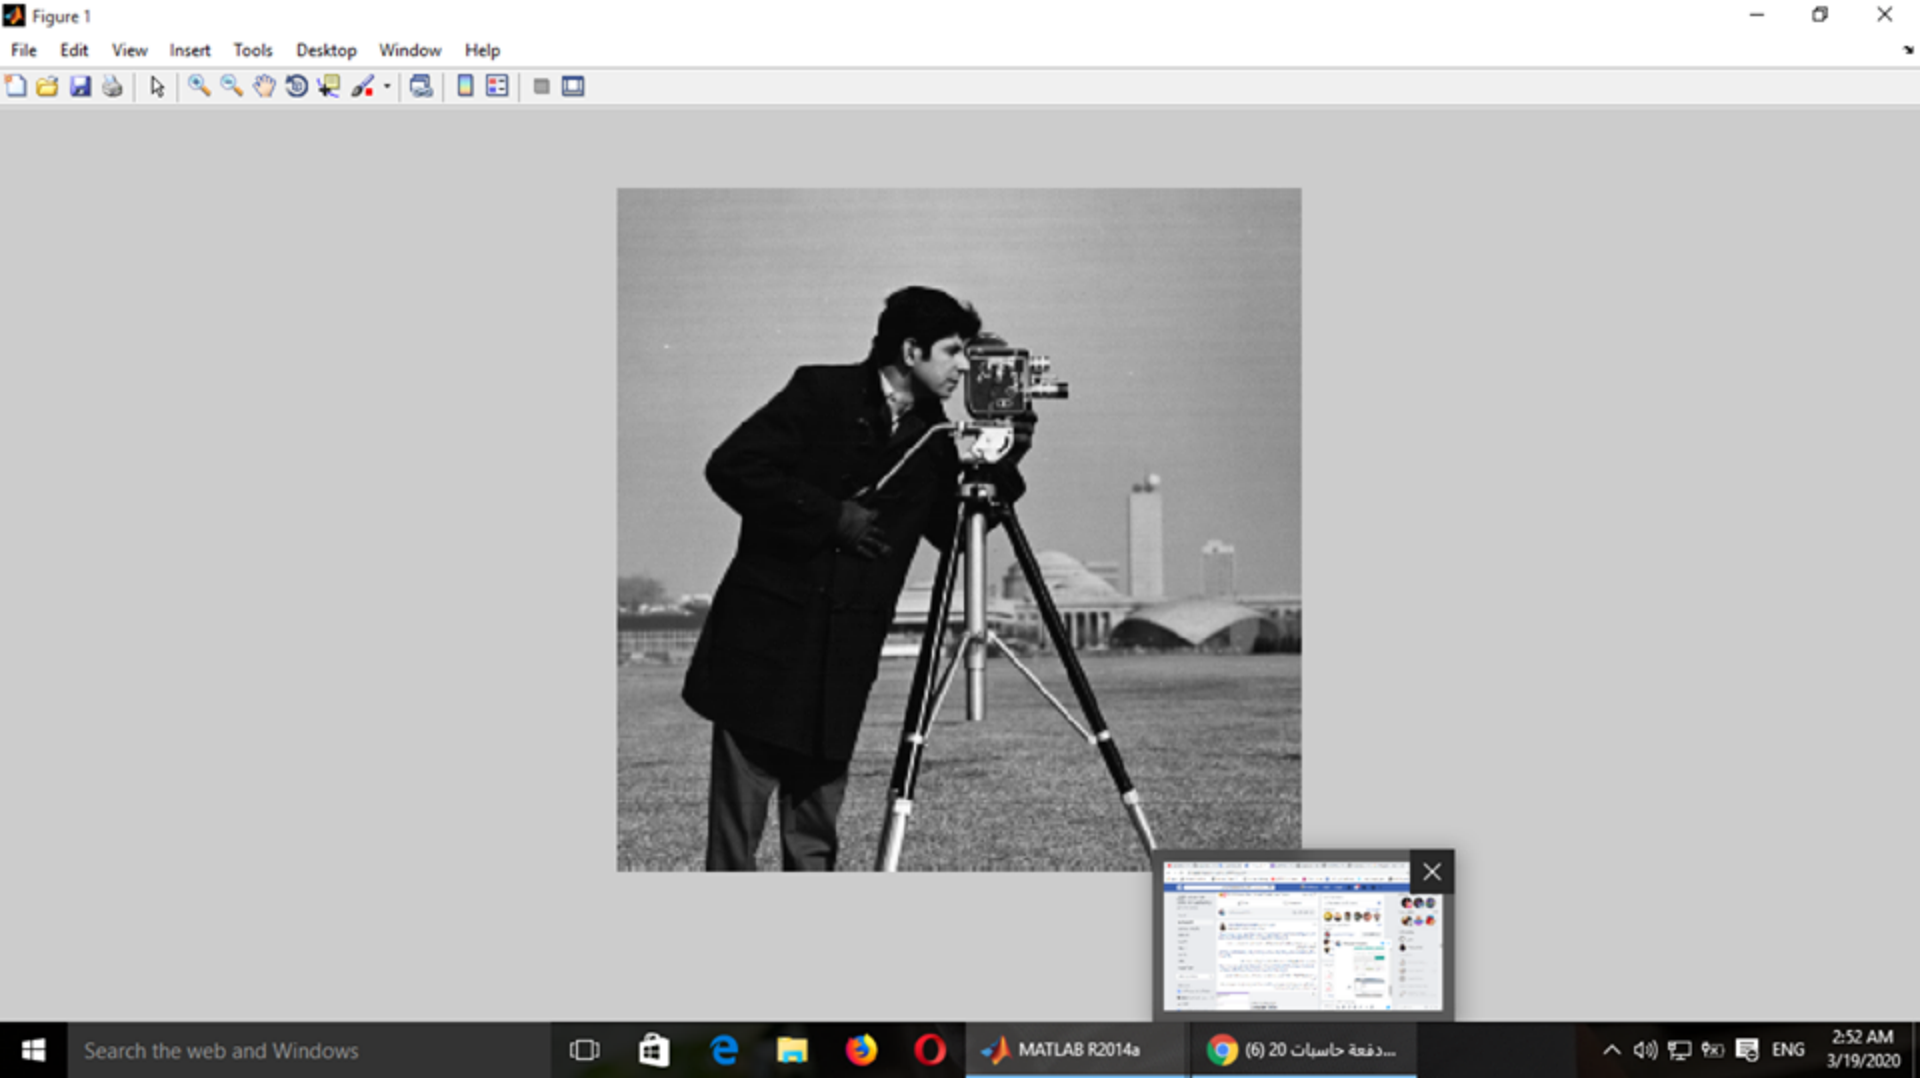 Figure 1
File Edit View Insert Tools Desktop Window Help
Search the web and Windows
MATLAB R2014a
(6) دفعة حاسبات 20...
ENG
2:52 AM
3/19/2020